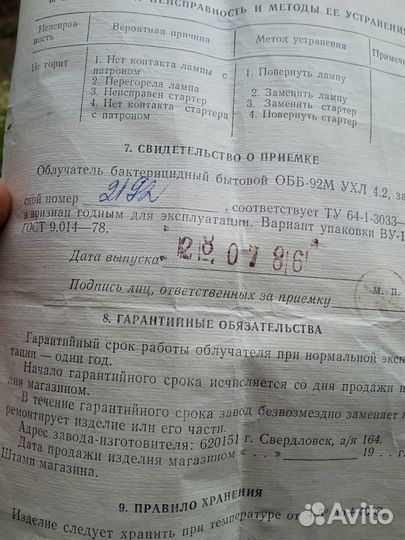 НЕИСПРАВНОСТЬ И МЕТОДЫ ЕЕ УСТРАНЕНИЯ
Неисправ-
ность
Вероятная причина
Метод устранения
Примеча
Не горит
1. Нет контакта лампы с
патроном
2. Перегорела лампа
3. Неисправен стартер
4. Нет контакта стартера
с патроном
1. Повернуть лампу
2. Заменить лампу
3. Заменить стартер
4. Повернуть стартер
7. СВИДЕТЕЛЬСТВО О ПРИЕМКЕ
Облучатель бактерицидный бытовой ОББ-92М УХЛ 4.2, за
ской номер 2192, соответствует ТУ 64-1-3033—
и признан годным для эксплуатации. Вариант упаковки ВУ-1
ГОСТ 9.014—78.
Дата выпуска 28 07 86
Подпись лиц, ответственных за приемку
М. П.
8. ГАРАНТИЙНЫЕ ОБЯЗАТЕЛЬСТВА
Гарантийный срок работы облучателя при нормальной эксп
тации — один год.
Начало гарантийного срока исчисляется со дня продажи и
лия магазином.
В течение гарантийного срока завод безвозмездно заменяет и
ремонтирует изделие или его части.
Адрес завода-изготовителя: 620151 г. Свердловск, а/я 164.
Дата продажи изделия магазином «. . » 19 . . г.
Штамп магазина.
9. ПРАВИЛО ХРАНЕНИЯ
Изделие следует хранить при температуре от
Avito